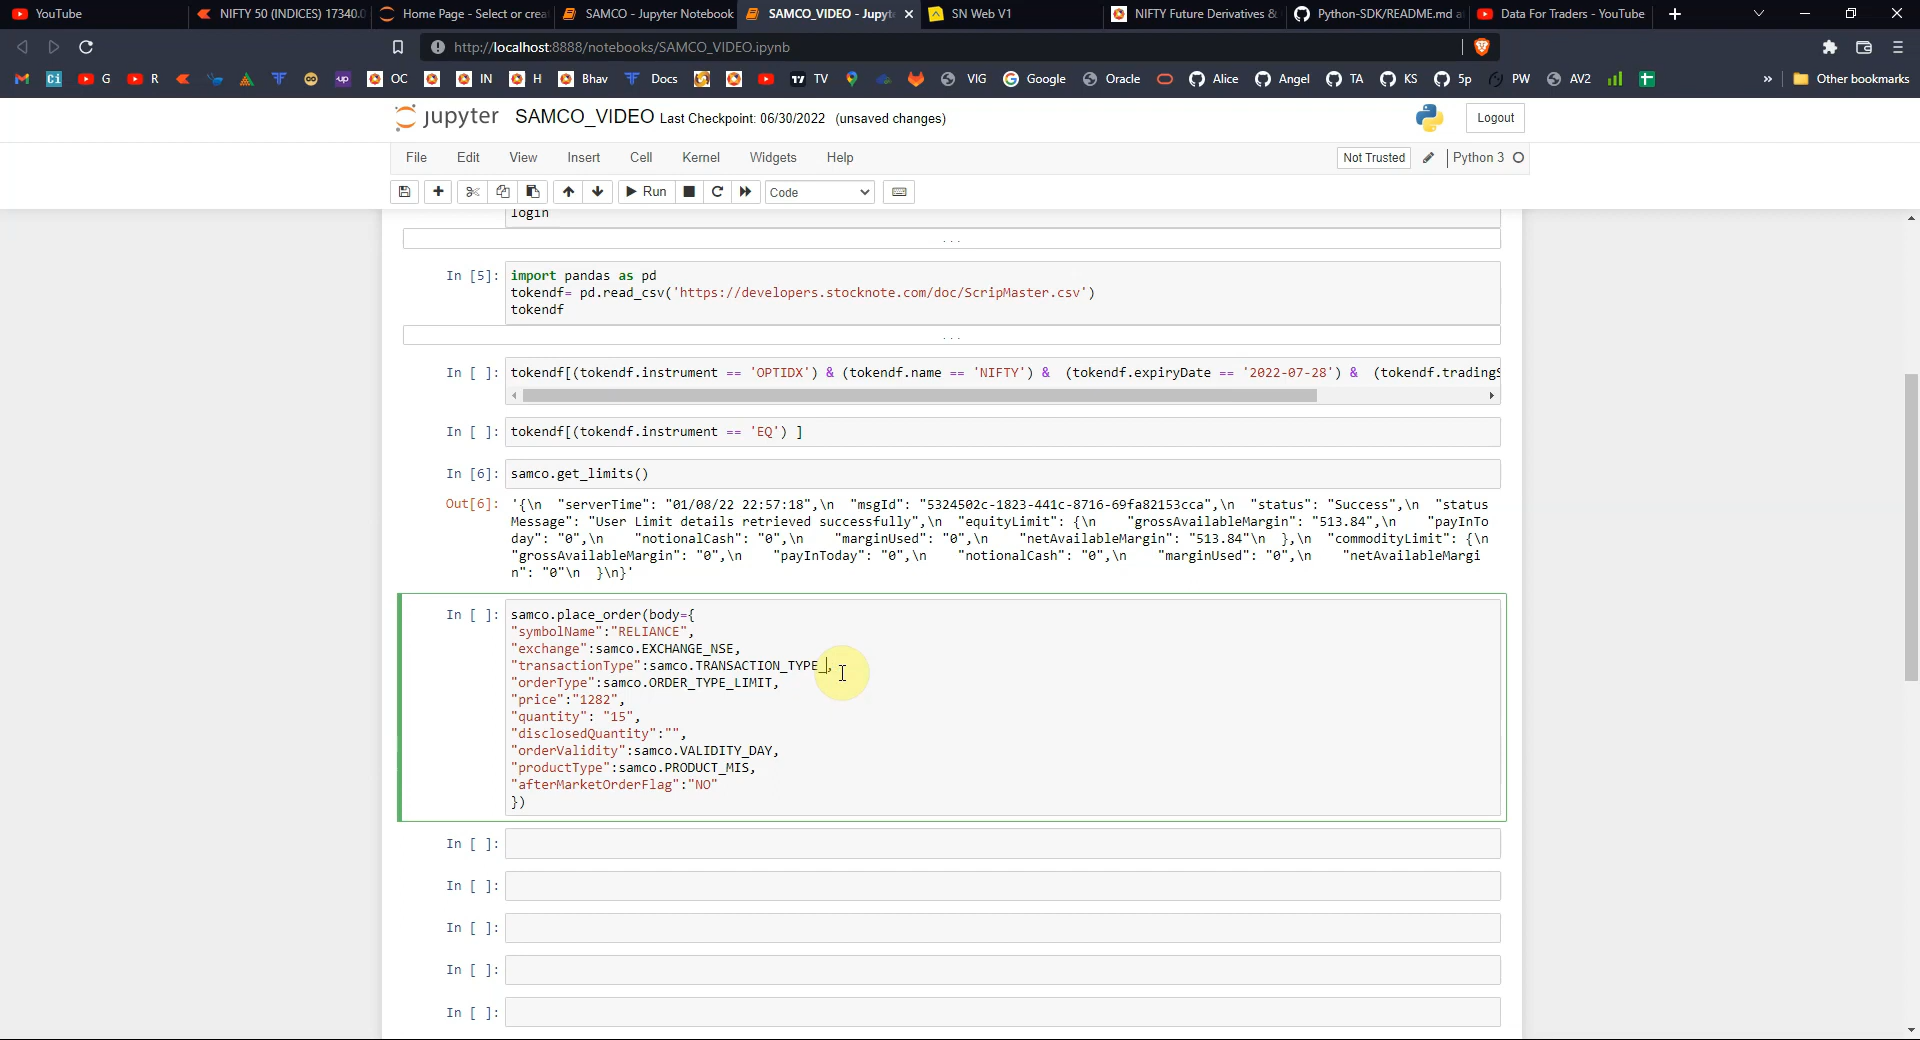 YouTube
NIFTY 50 (INDICES) 17340.0
Home Page - Select or crea
SAMCO - Jupyter Notebook
SAMCO_VIDEO - Jupyt
SN Web V1
NIFTY Future Derivatives &
Python-SDK/README.md a
Data For Traders - YouTube
http://localhost:8888/notebooks/SAMCO_VIDEO.ipynb
Ci
G
R
up
OC
IN
H
Bhav
Docs
TV
VIG
Google
Oracle
Alice
Angel
TA
KS
5p
PW
AV2
»
Other bookmarks
jupyter
SAMCO_VIDEO Last Checkpoint: 06/30/2022 (unsaved changes)
Logout
File
Edit
View
Insert
Cell
Kernel
Widgets
Help
Not Trusted
Python 3
Run
Code
login
...
In [5]:
import pandas as pd
tokendf= pd.read_csv('https://developers.stocknote.com/doc/ScripMaster.csv')
tokendf
...
In [ ]:
tokendf[(tokendf.instrument == 'OPTIDX') & (tokendf.name == 'NIFTY') &  (tokendf.expiryDate == '2022-07-28') &  (tokendf.tradingS
In [ ]:
tokendf[(tokendf.instrument == 'EQ') ]
In [6]:
samco.get_limits()
Out[6]:
'{\n  "serverTime": "01/08/22 22:57:18",\n  "msgId": "5324502c-1823-441c-8716-69fa82153cca",\n  "status": "Success",\n  "status
Message": "User Limit details retrieved successfully",\n  "equityLimit": {\n    "grossAvailableMargin": "513.84",\n    "payInTo
day": "0",\n    "notionalCash": "0",\n    "marginUsed": "0",\n    "netAvailableMargin": "513.84"\n  },\n  "commodityLimit": {\n
"grossAvailableMargin": "0",\n    "payInToday": "0",\n    "notionalCash": "0",\n    "marginUsed": "0",\n    "netAvailableMargi
n": "0"\n  }\n}'
In [ ]:
samco.place_order(body={
"symbolName":"RELIANCE",
"exchange":samco.EXCHANGE_NSE,
"transactionType":samco.TRANSACTION_TYPE_,
"orderType":samco.ORDER_TYPE_LIMIT,
"price":"1282",
"quantity": "15",
"disclosedQuantity":"",
"orderValidity":samco.VALIDITY_DAY,
"productType":samco.PRODUCT_MIS,
"afterMarketOrderFlag":"NO"
})
In [ ]:
In [ ]:
In [ ]:
In [ ]:
In [ ]: